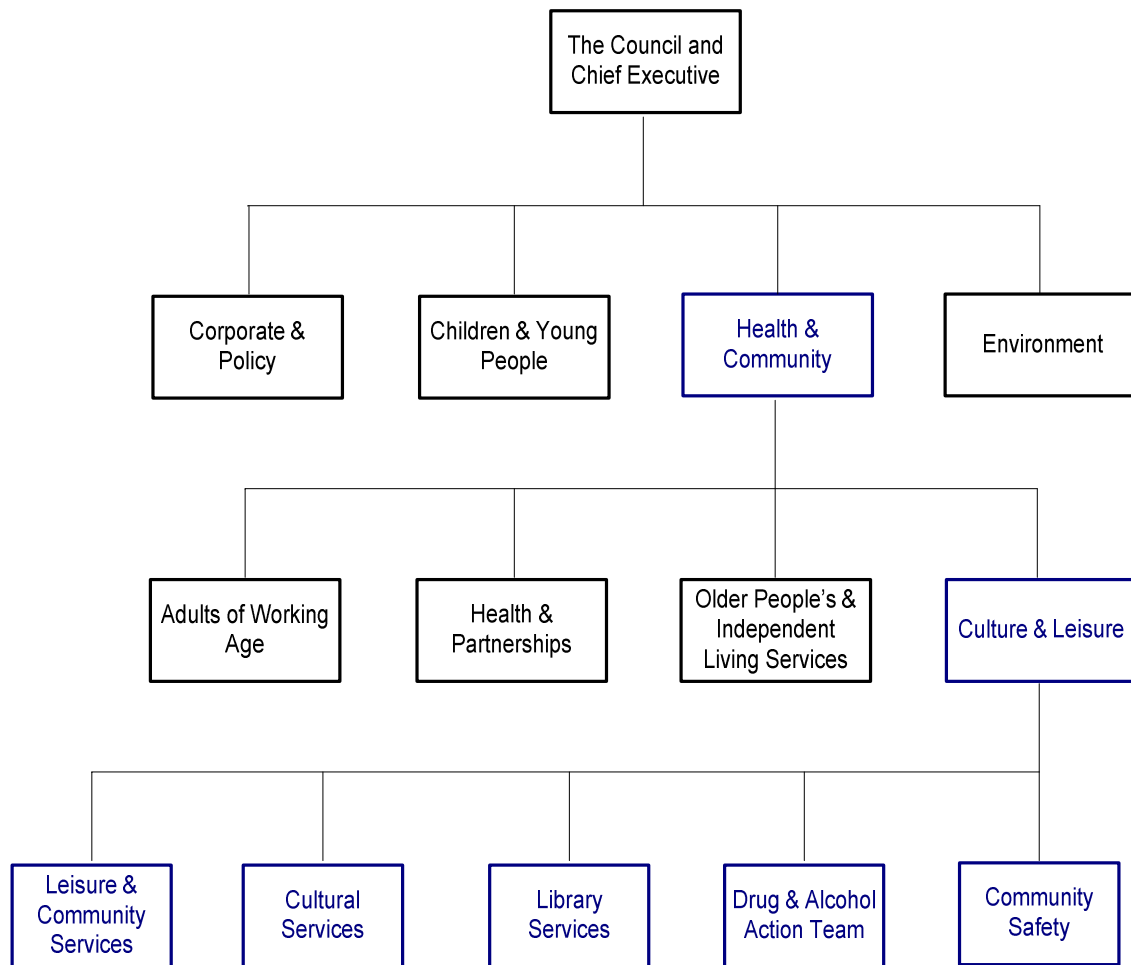 The Council and
Chief Executive
Corporate &
Policy
Children & Young
People
Health &
Community
Environment
Adults of Working
Age
Health &
Partnerships
Older People’s &
Independent
Living Services
Culture & Leisure
Leisure &
Community
Services
Cultural
Services
Library
Services
Drug & Alcohol
Action Team
Community
Safety